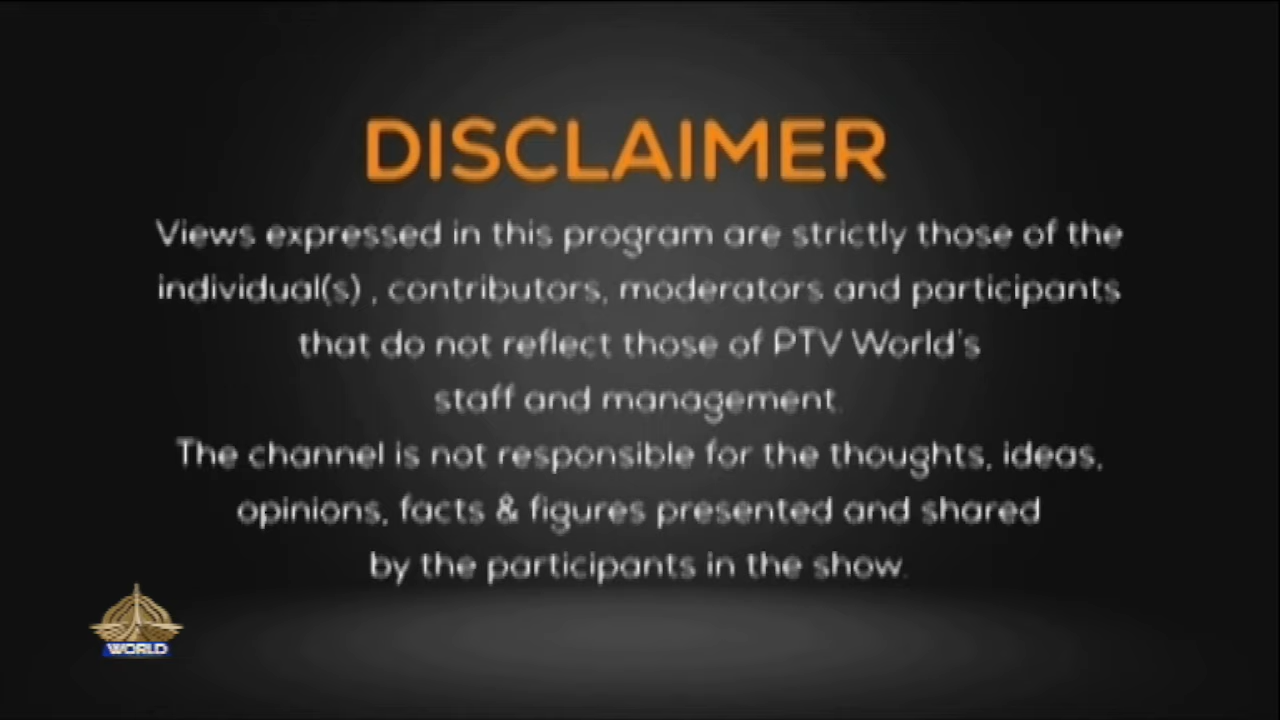 DISCLAIMER
Views expressed in this program are strictly those of the
individual(s) , contributors, moderators and participants
that do not reflect those of PTV World's
staff and management.
The channel is not responsible for the thoughts, ideas,
opinions, facts & figures presented and shared
by the participants in the show.
WORLD